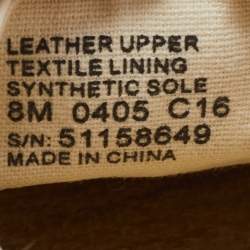 LEATHER UPPER
TEXTILE LINING
SYNTHETIC SOLE
8M 0405 C16
S/N: 51158649
MADE IN CHINA